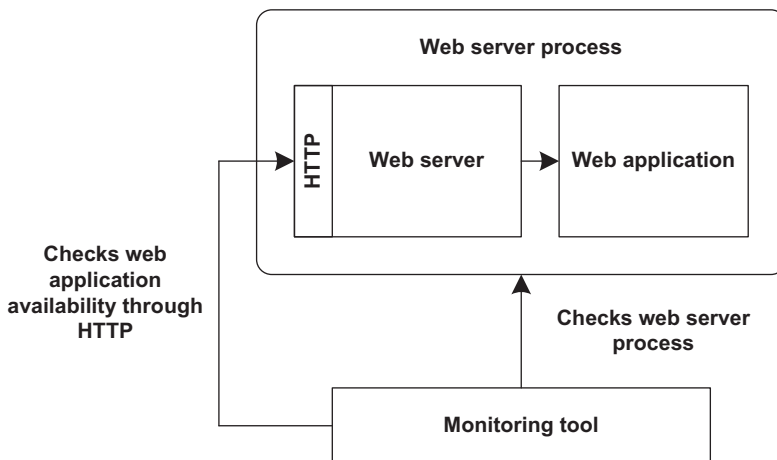 Web server process
HTTP
Web server
Web application
Checks web
application
availability through
HTTP
Checks web server
process
Monitoring tool